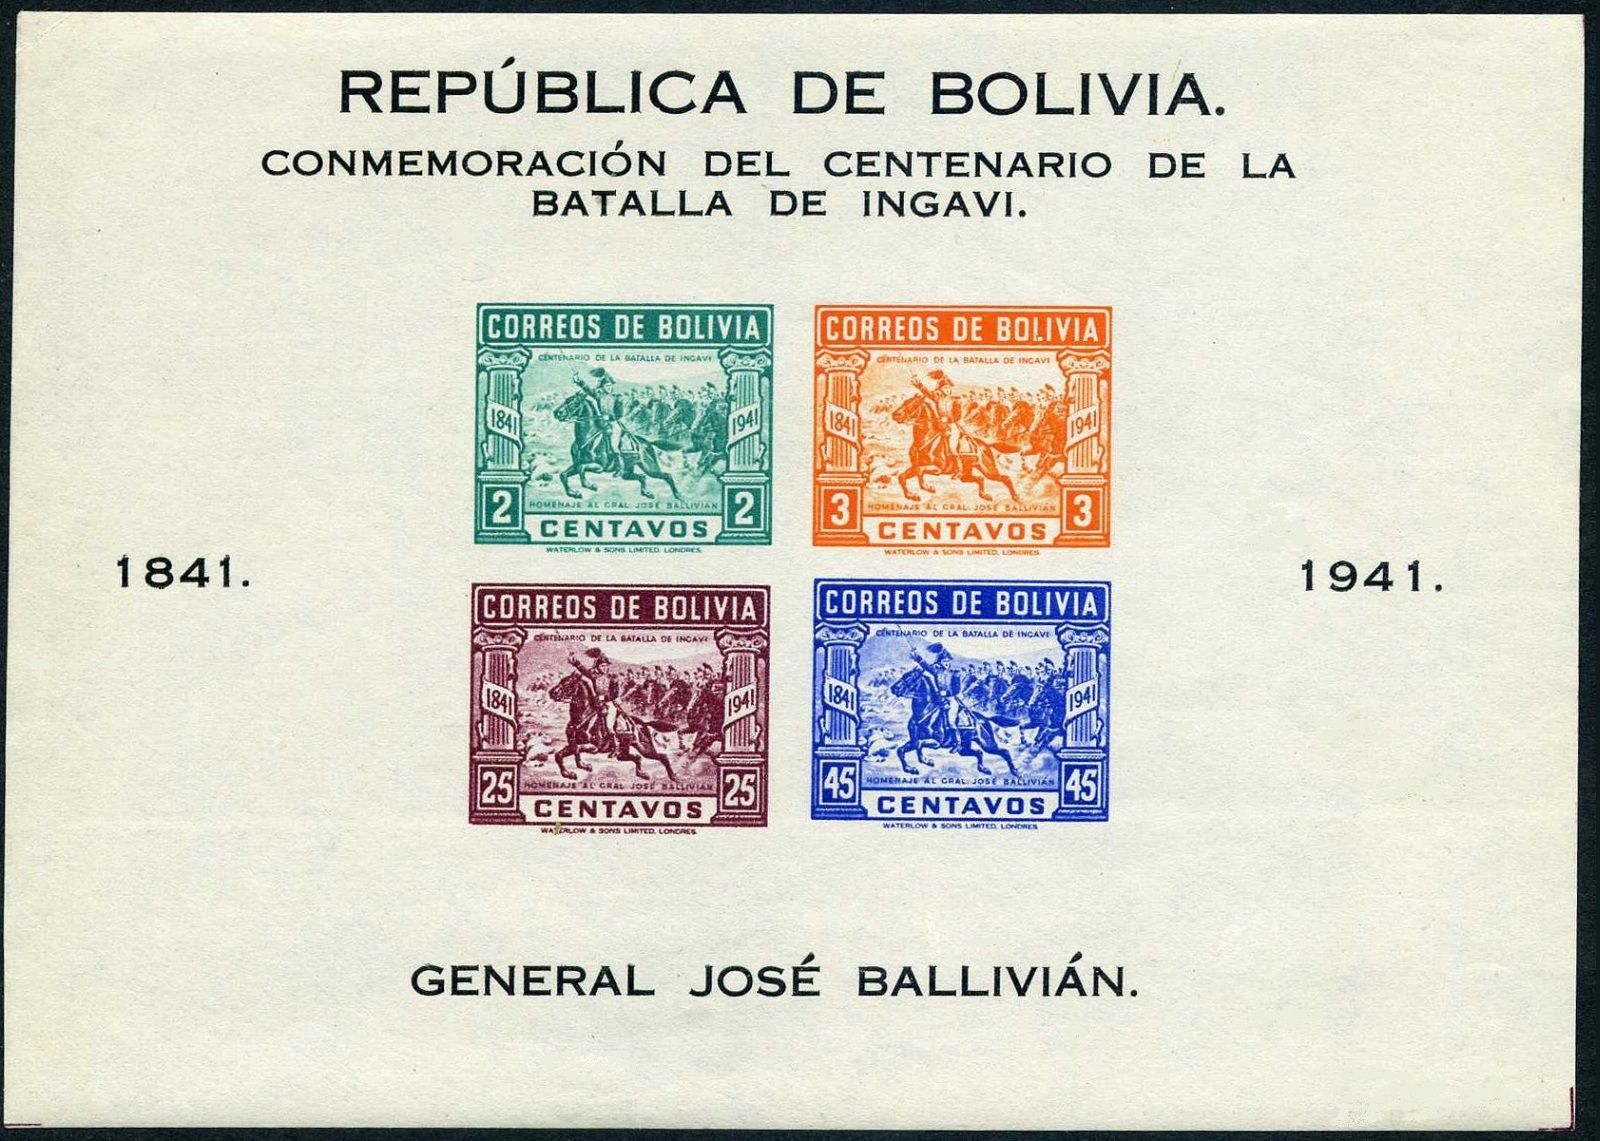 REPÚBLICA DE BOLIVIA.
CONMEMORACIÓN DEL CENTENARIO DE LA
BATALLA DE INGAVI.
CORREOS DE BOLIVIA
CENTENARIO DE LA BATALLA DE INGAVI
1841 1941
HOMENAJE AL GRAL. JOSÉ BALLIVIÁN
2 CENTAVOS 2
WATERLOW & SONS LIMITED, LONDRES.
CORREOS DE BOLIVIA
CENTENARIO DE LA BATALLA DE INGAVI
1841 1941
HOMENAJE AL GRAL. JOSÉ BALLIVIÁN
3 CENTAVOS 3
WATERLOW & SONS LIMITED, LONDRES.
1841. 1941.
CORREOS DE BOLIVIA
CENTENARIO DE LA BATALLA DE INGAVI
1841 1941
HOMENAJE AL GRAL. JOSÉ BALLIVIÁN
25 CENTAVOS 25
WATERLOW & SONS LIMITED, LONDRES.
CORREOS DE BOLIVIA
CENTENARIO DE LA BATALLA DE INGAVI
1841 1941
HOMENAJE AL GRAL. JOSÉ BALLIVIÁN
45 CENTAVOS 45
WATERLOW & SONS LIMITED, LONDRES.
GENERAL JOSÉ BALLIVIÁN.